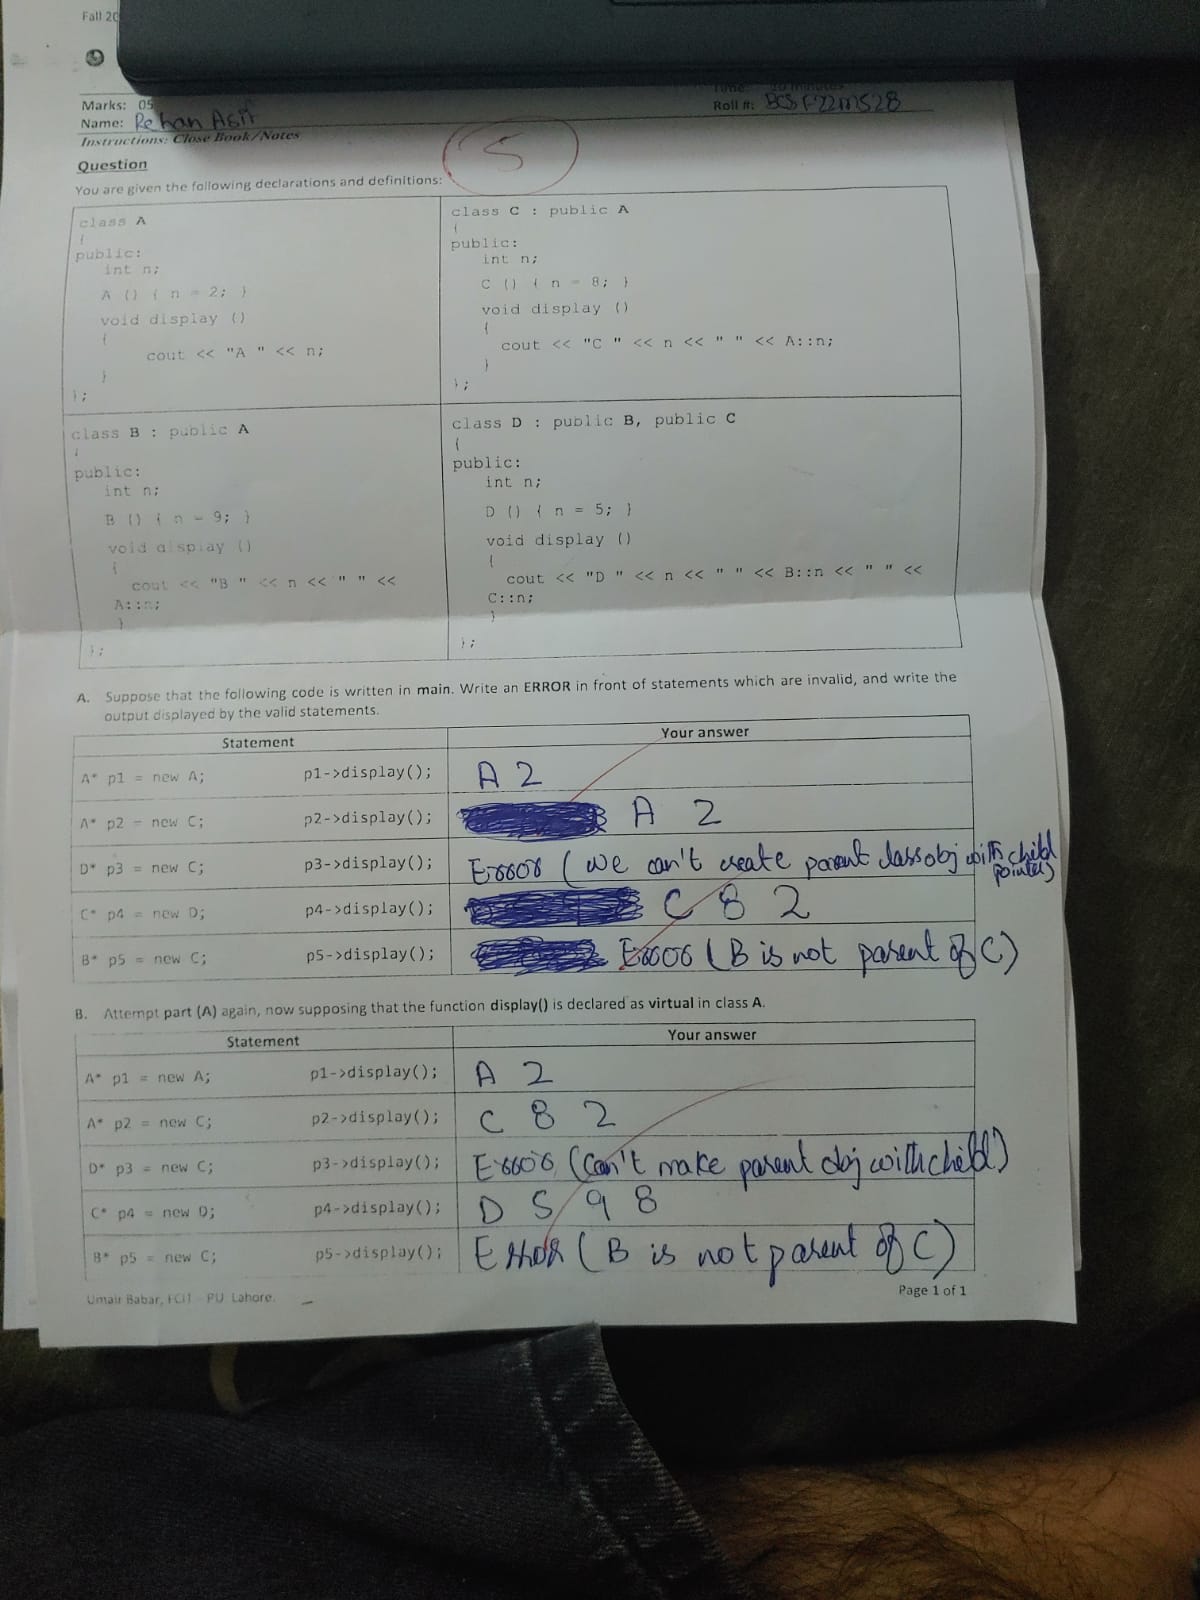 Fall 20
Marks: 05
Time: 20 minutes
Name: Rehan Asif
Roll #: BCSF22M528
Instructions: Close Book/Notes
5
Question
You are given the following declarations and definitions:
class A
{
public:
int n;
A () { n = 2; }
void display ()
{
cout << "A " << n;
}
};
class C : public A
{
public:
int n;
C () { n = 8; }
void display ()
{
cout << "C " << n << " " << A::n;
}
};
class B : public A
{
public:
int n;
B () { n = 9; }
void display ()
{
cout << "B " << n << " " <<
A::n;
}
};
class D : public B, public C
{
public:
int n;
D () { n = 5; }
void display ()
{
cout << "D " << n << " " << B::n << " " <<
C::n;
}
};
A. Suppose that the following code is written in main. Write an ERROR in front of statements which are invalid, and write the
output displayed by the valid statements.
Statement Your answer
A* p1 = new A; p1->display(); A 2
A* p2 = new C; p2->display(); A 2
D* p3 = new C; p3->display(); Error (we can't create parent class obj with child pointer)
C* p4 = new D; p4->display(); C 8 2
B* p5 = new C; p5->display(); Error (B is not parent of C)
B. Attempt part (A) again, now supposing that the function display() is declared as virtual in class A.
Statement Your answer
A* p1 = new A; p1->display(); A 2
A* p2 = new C; p2->display(); C 8 2
D* p3 = new C; p3->display(); Error (Can't make parent obj with child)
C* p4 = new D; p4->display(); D 5 9 8
B* p5 = new C; p5->display(); Error (B is not parent of C)
Umair Babar, FCIT - PU Lahore.
Page 1 of 1